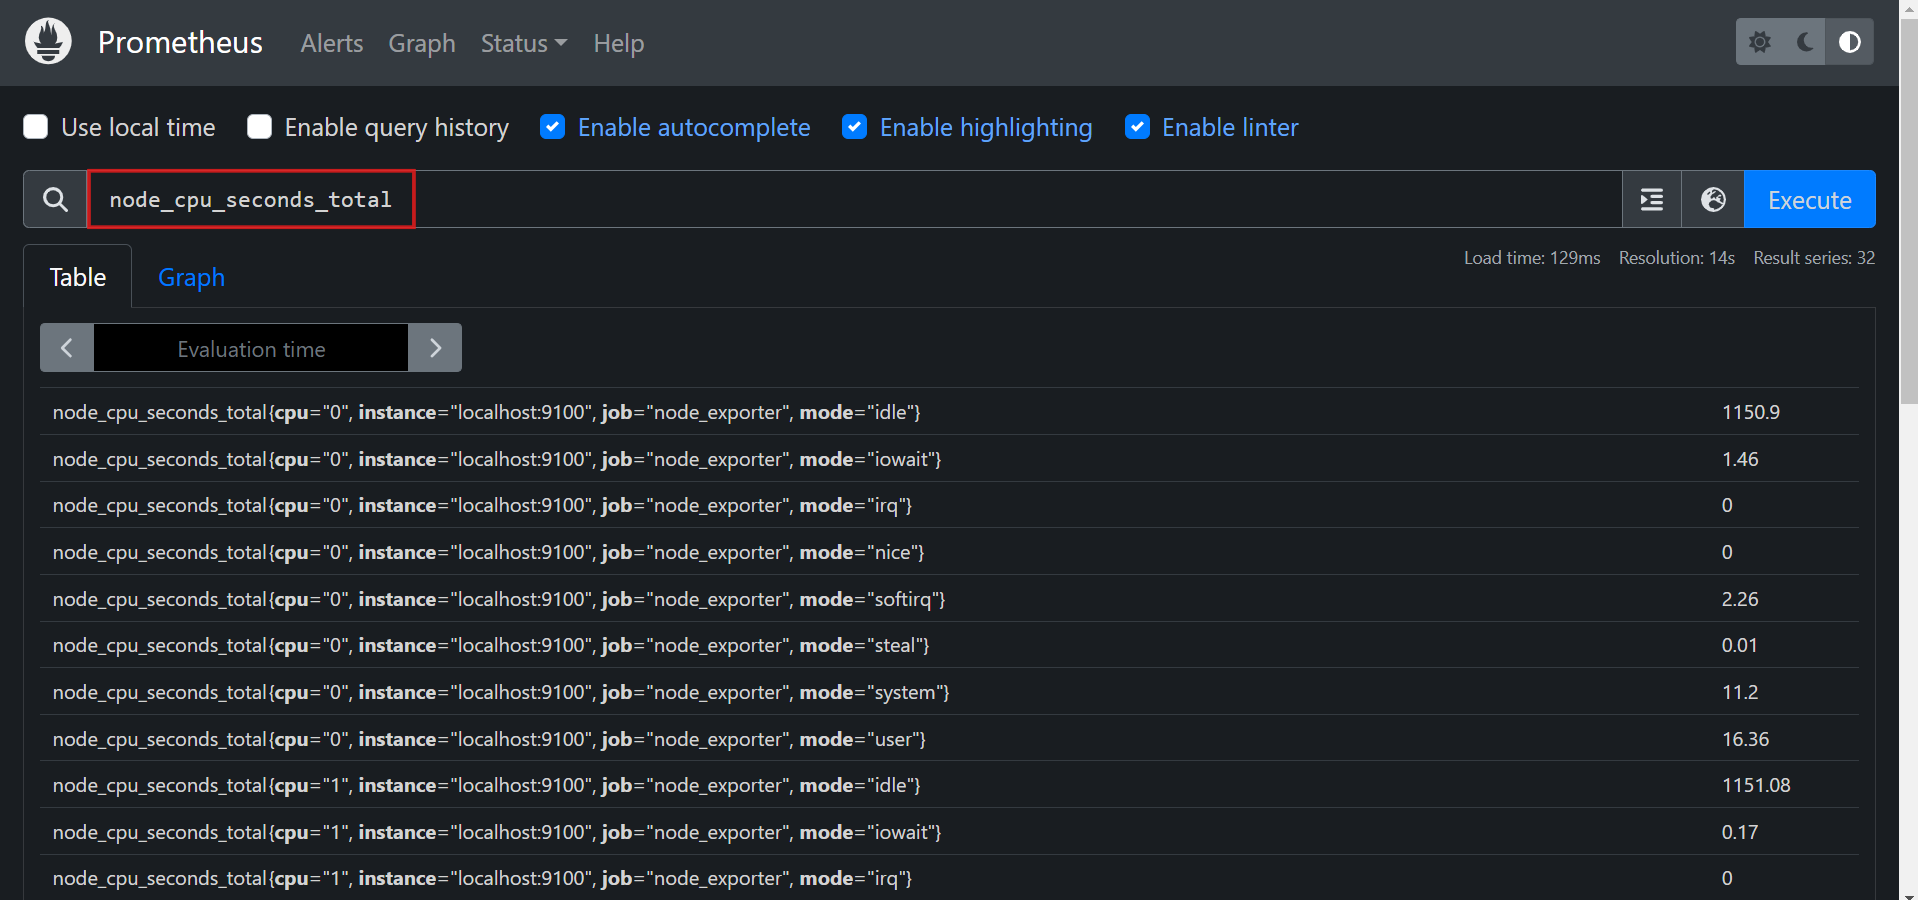 Prometheus Alerts Graph Status Help
Use local time Enable query history Enable autocomplete Enable highlighting Enable linter
node_cpu_seconds_total Execute
Table Graph Load time: 129ms Resolution: 14s Result series: 32
Evaluation time
node_cpu_seconds_total{cpu="0", instance="localhost:9100", job="node_exporter", mode="idle"} 1150.9
node_cpu_seconds_total{cpu="0", instance="localhost:9100", job="node_exporter", mode="iowait"} 1.46
node_cpu_seconds_total{cpu="0", instance="localhost:9100", job="node_exporter", mode="irq"} 0
node_cpu_seconds_total{cpu="0", instance="localhost:9100", job="node_exporter", mode="nice"} 0
node_cpu_seconds_total{cpu="0", instance="localhost:9100", job="node_exporter", mode="softirq"} 2.26
node_cpu_seconds_total{cpu="0", instance="localhost:9100", job="node_exporter", mode="steal"} 0.01
node_cpu_seconds_total{cpu="0", instance="localhost:9100", job="node_exporter", mode="system"} 11.2
node_cpu_seconds_total{cpu="0", instance="localhost:9100", job="node_exporter", mode="user"} 16.36
node_cpu_seconds_total{cpu="1", instance="localhost:9100", job="node_exporter", mode="idle"} 1151.08
node_cpu_seconds_total{cpu="1", instance="localhost:9100", job="node_exporter", mode="iowait"} 0.17
node_cpu_seconds_total{cpu="1", instance="localhost:9100", job="node_exporter", mode="irq"} 0